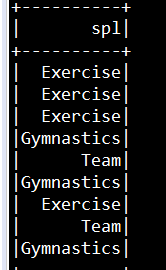 +-----------+
|        spl|
+-----------+
|   Exercise|
|   Exercise|
|   Exercise|
|Gymnastics|
|       Team|
|Gymnastics|
|   Exercise|
|       Team|
|Gymnastics|